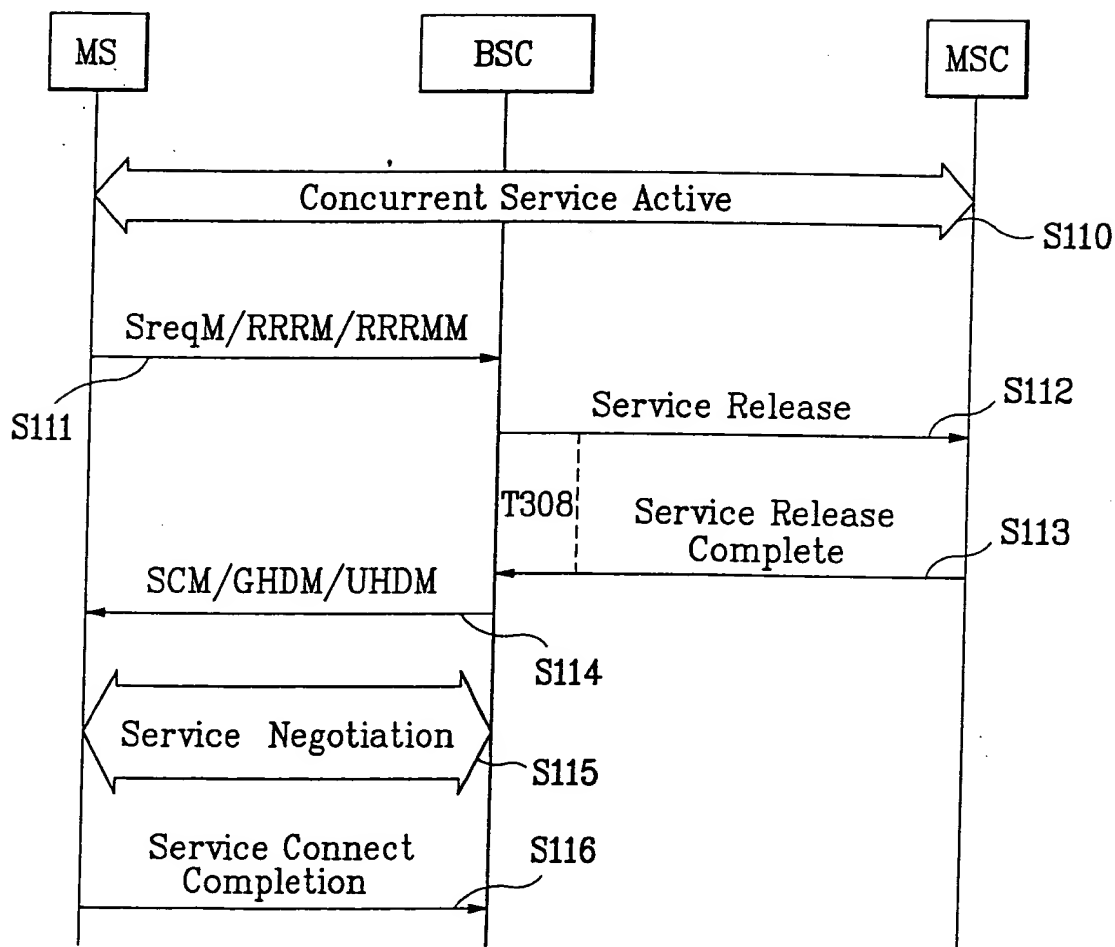 MS
BSC
MSC
Concurrent Service Active
S110
SreqM/RRRM/RRRMM
S111
Service Release
S112
T308
Service Release
Complete
S113
SCM/GHDM/UHDM
S114
Service Negotiation
S115
Service Connect
Completion
S116